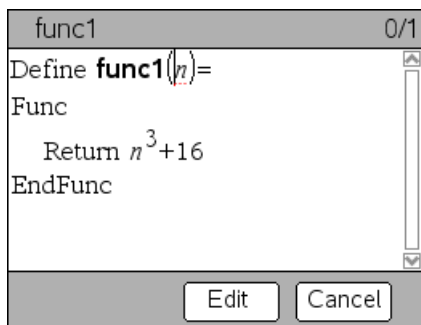 func1 0/1
Define func1(n)=
Func
Return n³+16
EndFunc
Edit Cancel